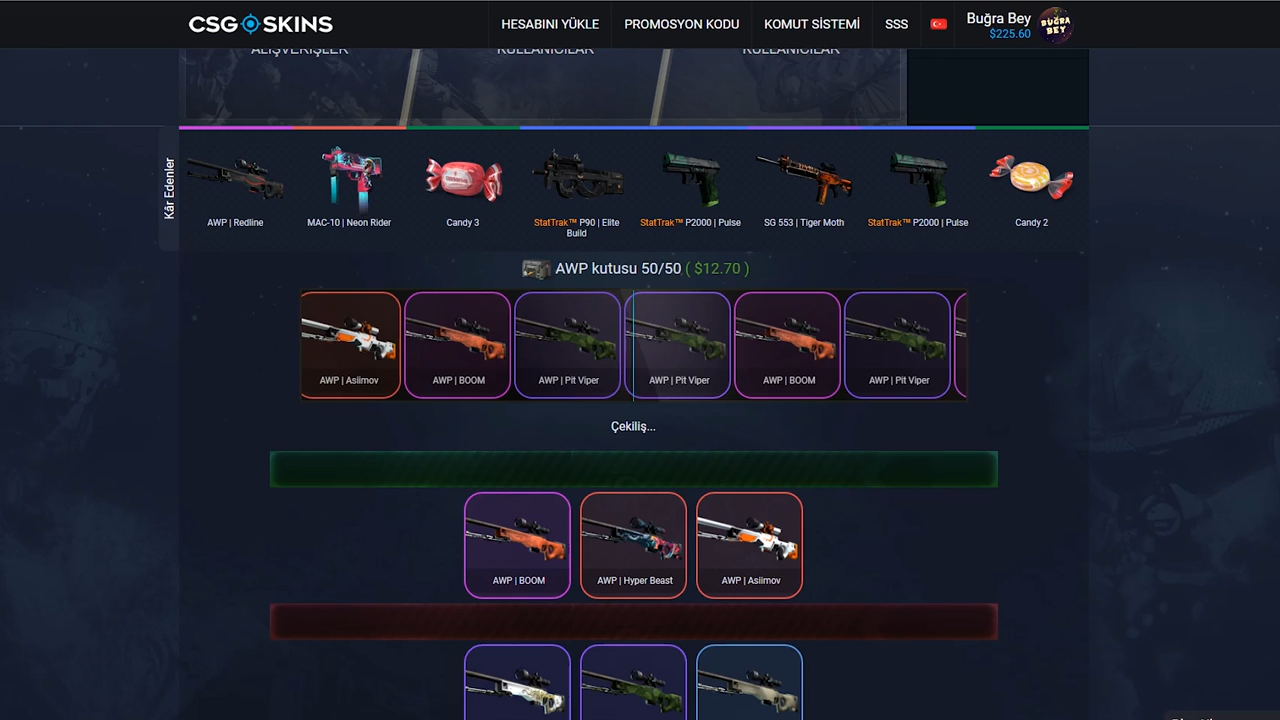 CSG SKINS
HESABINI YÜKLE
PROMOSYON KODU
KOMUT SİSTEMİ
SSS
Buğra Bey
$225.60
BUĞRA
BEY
ALIŞVERİŞLER
KULLANICILAR
KULLANICILAR
Kâr Edenler
AWP | Redline
MAC-10 | Neon Rider
Candy 3
StatTrak™ P90 | Elite
Build
StatTrak™ P2000 | Pulse
SG 553 | Tiger Moth
StatTrak™ P2000 | Pulse
Candy 2
AWP kutusu 50/50 ( $12.70 )
AWP | Asiimov
AWP | BOOM
AWP | Pit Viper
AWP | Pit Viper
AWP | BOOM
AWP | Pit Viper
Çekiliş...
AWP | BOOM
AWP | Hyper Beast
AWP | Asiimov